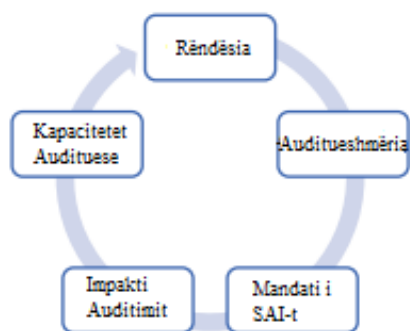 Rëndësia
Auditueshmëria
Mandati i
SAI-t
Impakti
Auditimit
Kapacitetet
Audituese